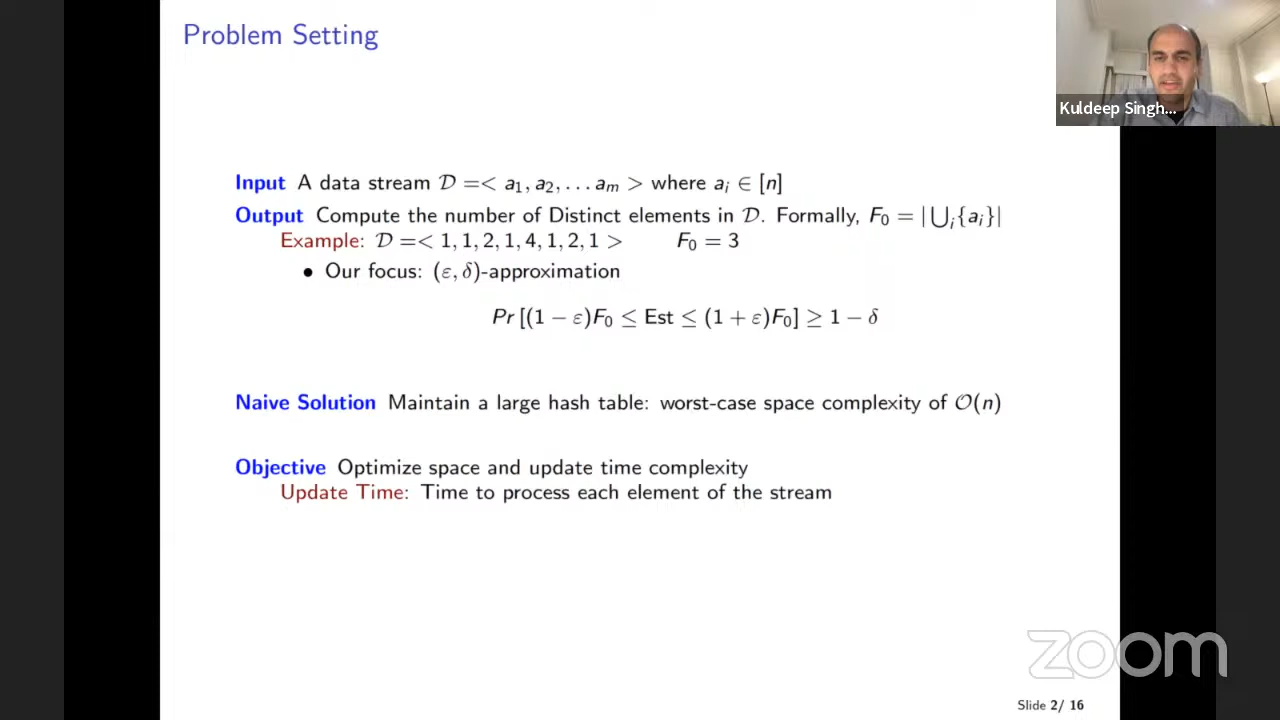 Problem Setting
Kuldeep Singh...
Input A data stream 𝒟 =< a₁, a₂, . . . aₘ > where aᵢ ∈ [n]
Output Compute the number of Distinct elements in 𝒟. Formally, F₀ = |⋃ᵢ{aᵢ}|
Example: 𝒟 =< 1, 1, 2, 1, 4, 1, 2, 1 > F₀ = 3
• Our focus: (ε, δ)-approximation
Pr [(1 − ε)F₀ ≤ Est ≤ (1 + ε)F₀] ≥ 1 − δ
Naive Solution Maintain a large hash table: worst-case space complexity of 𝒪(n)
Objective Optimize space and update time complexity
Update Time: Time to process each element of the stream
zoom
Slide 2/ 16